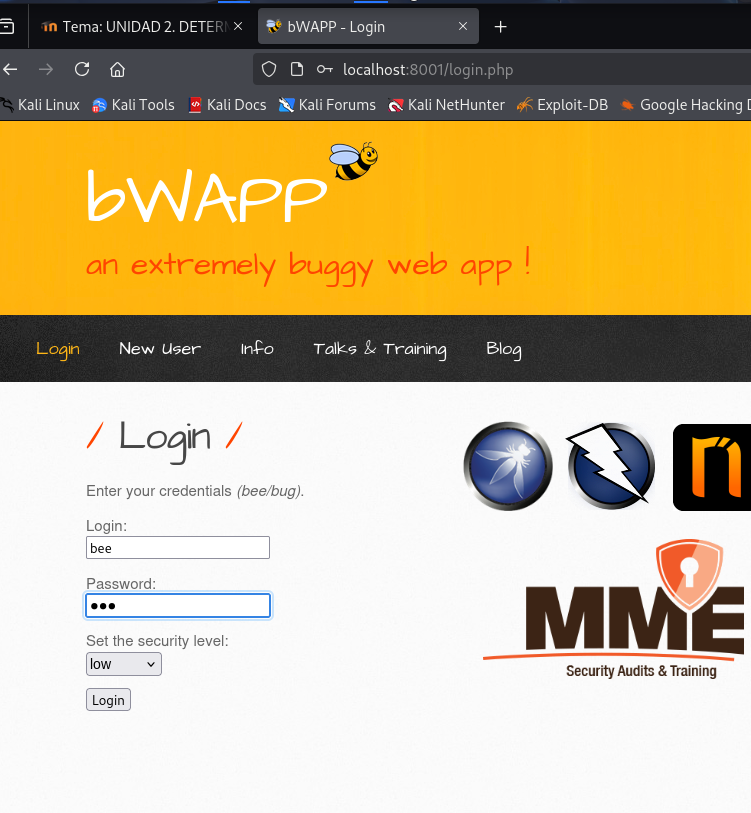 Tema: UNIDAD 2. DETER
bWAPP - Login
localhost:8001/login.php
Kali Linux Kali Tools Kali Docs Kali Forums Kali NetHunter Exploit-DB Google Hacking D
bWAPP
an extremely buggy web app !
Login New User Info Talks & Training Blog
/ Login /
Enter your credentials (bee/bug).
Login:
bee
Password:
●●●
Set the security level:
low
Login
MME
Security Audits & Training